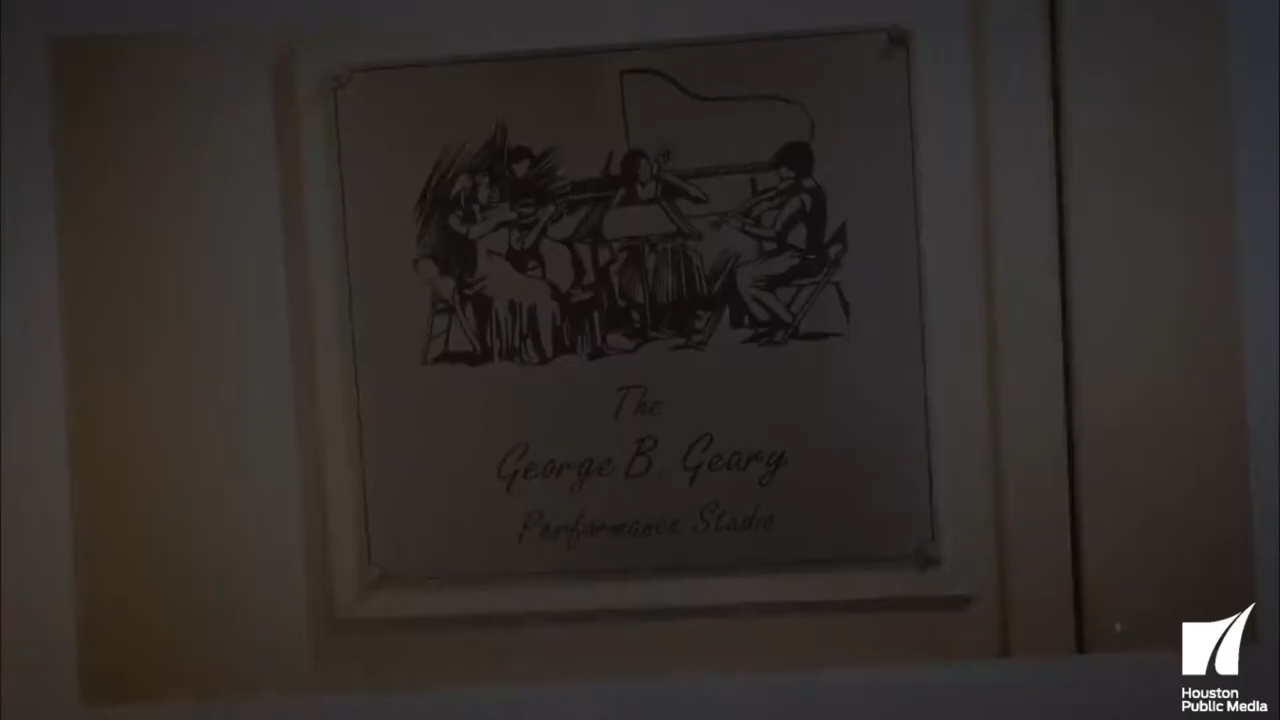 The
George B. Geary
Performance Studio
Houston
Public Media